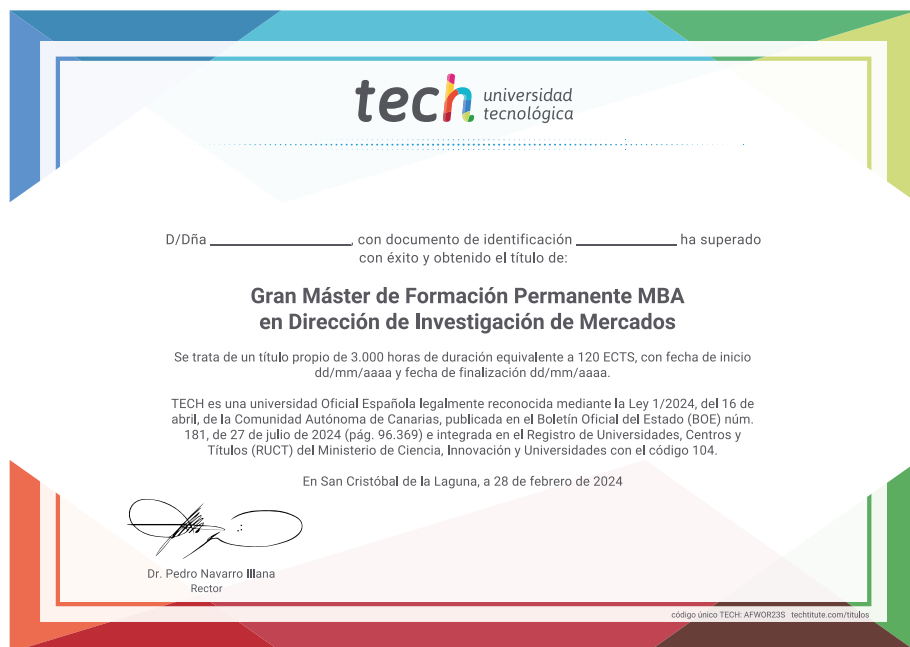 tech universidad
tecnológica
D/Dña ____________________, con documento de identificación ______________ ha superado
con éxito y obtenido el título de:
Gran Máster de Formación Permanente MBA
en Dirección de Investigación de Mercados
Se trata de un título propio de 3.000 horas de duración equivalente a 120 ECTS, con fecha de inicio
dd/mm/aaaa y fecha de finalización dd/mm/aaaa.
TECH es una universidad Oficial Española legalmente reconocida mediante la Ley 1/2024, del 16 de
abril, de la Comunidad Autónoma de Canarias, publicada en el Boletín Oficial del Estado (BOE) núm.
181, de 27 de julio de 2024 (pág. 96.369) e integrada en el Registro de Universidades, Centros y
Títulos (RUCT) del Ministerio de Ciencia, Innovación y Universidades con el código 104.
En San Cristóbal de la Laguna, a 28 de febrero de 2024
Dr. Pedro Navarro Illana
Rector
código único TECH: AFWOR23S techtitute.com/titulos